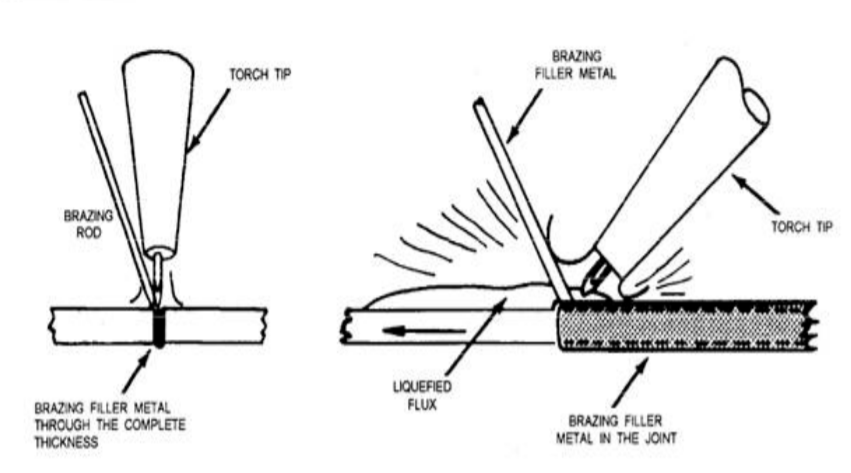 TORCH TIP
BRAZING
ROD
BRAZING FILLER METAL
THROUGH THE COMPLETE
THICKNESS
BRAZING
FILLER METAL
TORCH TIP
LIQUEFIED
FLUX
BRAZING FILLER
METAL IN THE JOINT